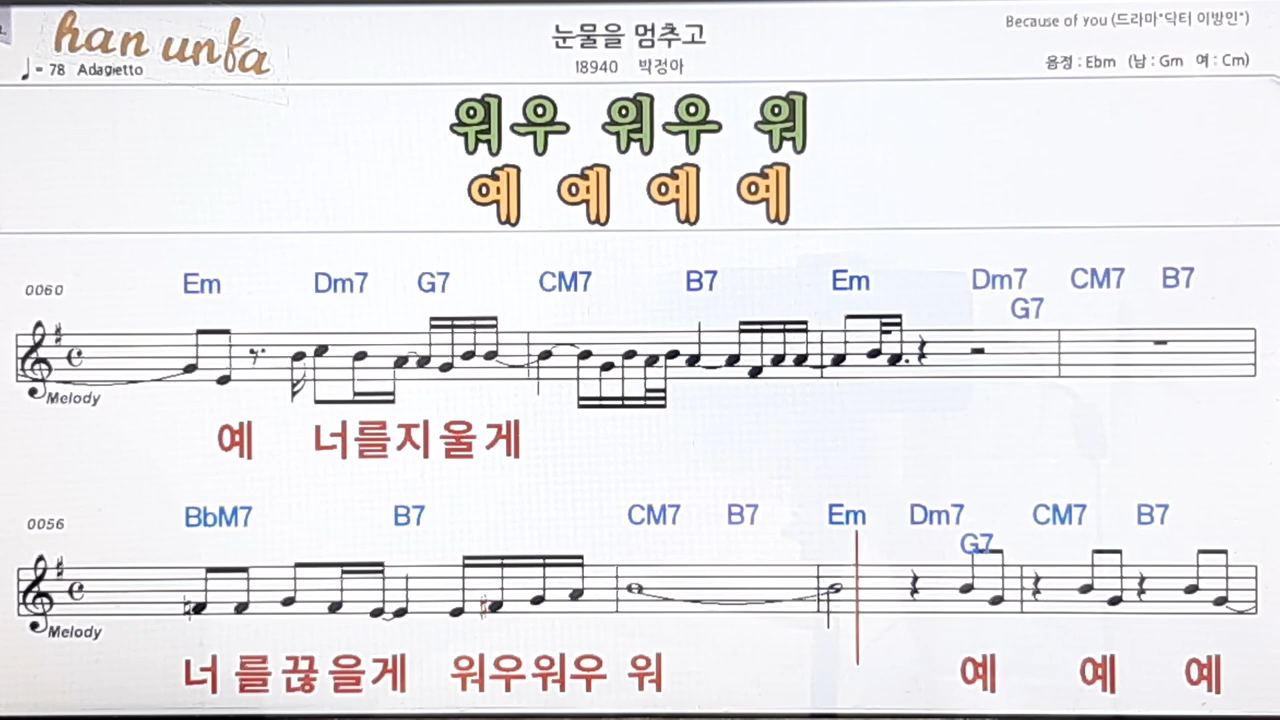 han unfa
♩= 78 Adagietto
눈물을 멈추고
18940 박정아
Because of you (드라마"닥터 이방인")
음정 : Ebm (남 : Gm 여 : Cm)
워우 워우 워
예 예 예 예
0060
Em Dm7 G7 CM7 B7 Em Dm7 G7 CM7 B7
Melody
예 너를지울게
0056
BbM7 B7 CM7 B7 Em Dm7 G7 CM7 B7
Melody
너를끊을게 워우워우 워 예 예 예